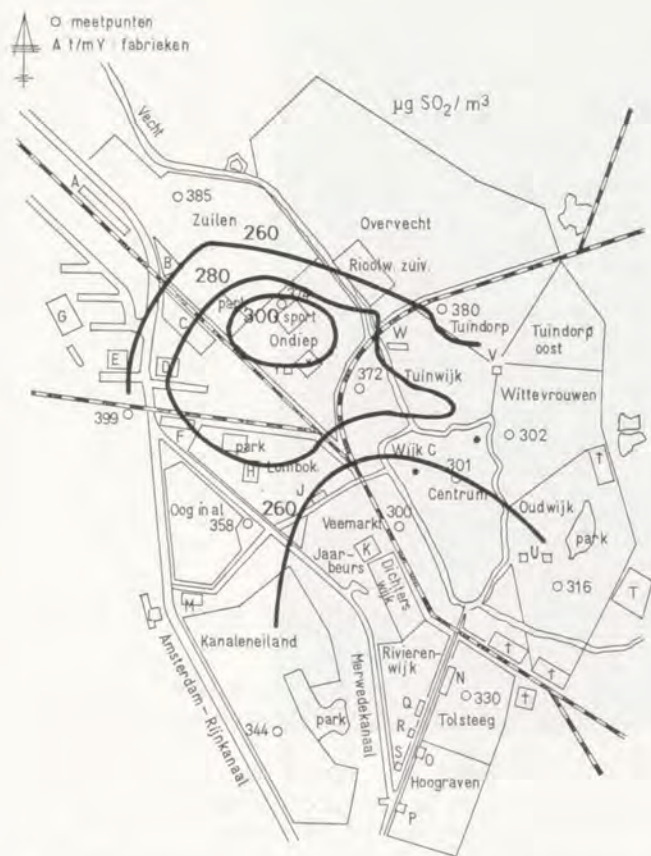 meetpunten
A t/m Y : fabrieken
µg SO₂/m³
Vecht
A
385
Zuilen
260
Overvecht
Rioolw. zuiv.
B
280
park
G
C
300
sport
Ondiep
380
Tuindorp
W
Tuindorp
oost
E
D
V
372
Tuinwijk
Wittevrouwen
399
F
park
H
Lombok
Wijk C
302
301
Centrum
T
J
260
Oog in al
358
Veemarkt
300
Oudwijk
park
Jaar-
beurs
K
Dichters
wijk
U
316
T
M
Kanaleneiland
Amsterdam-Rijnkanaal
Merwedekanaal
Rivieren-
wijk
N
330
Tolsteeg
Q
R
S
O
344
park
Hoograven
P